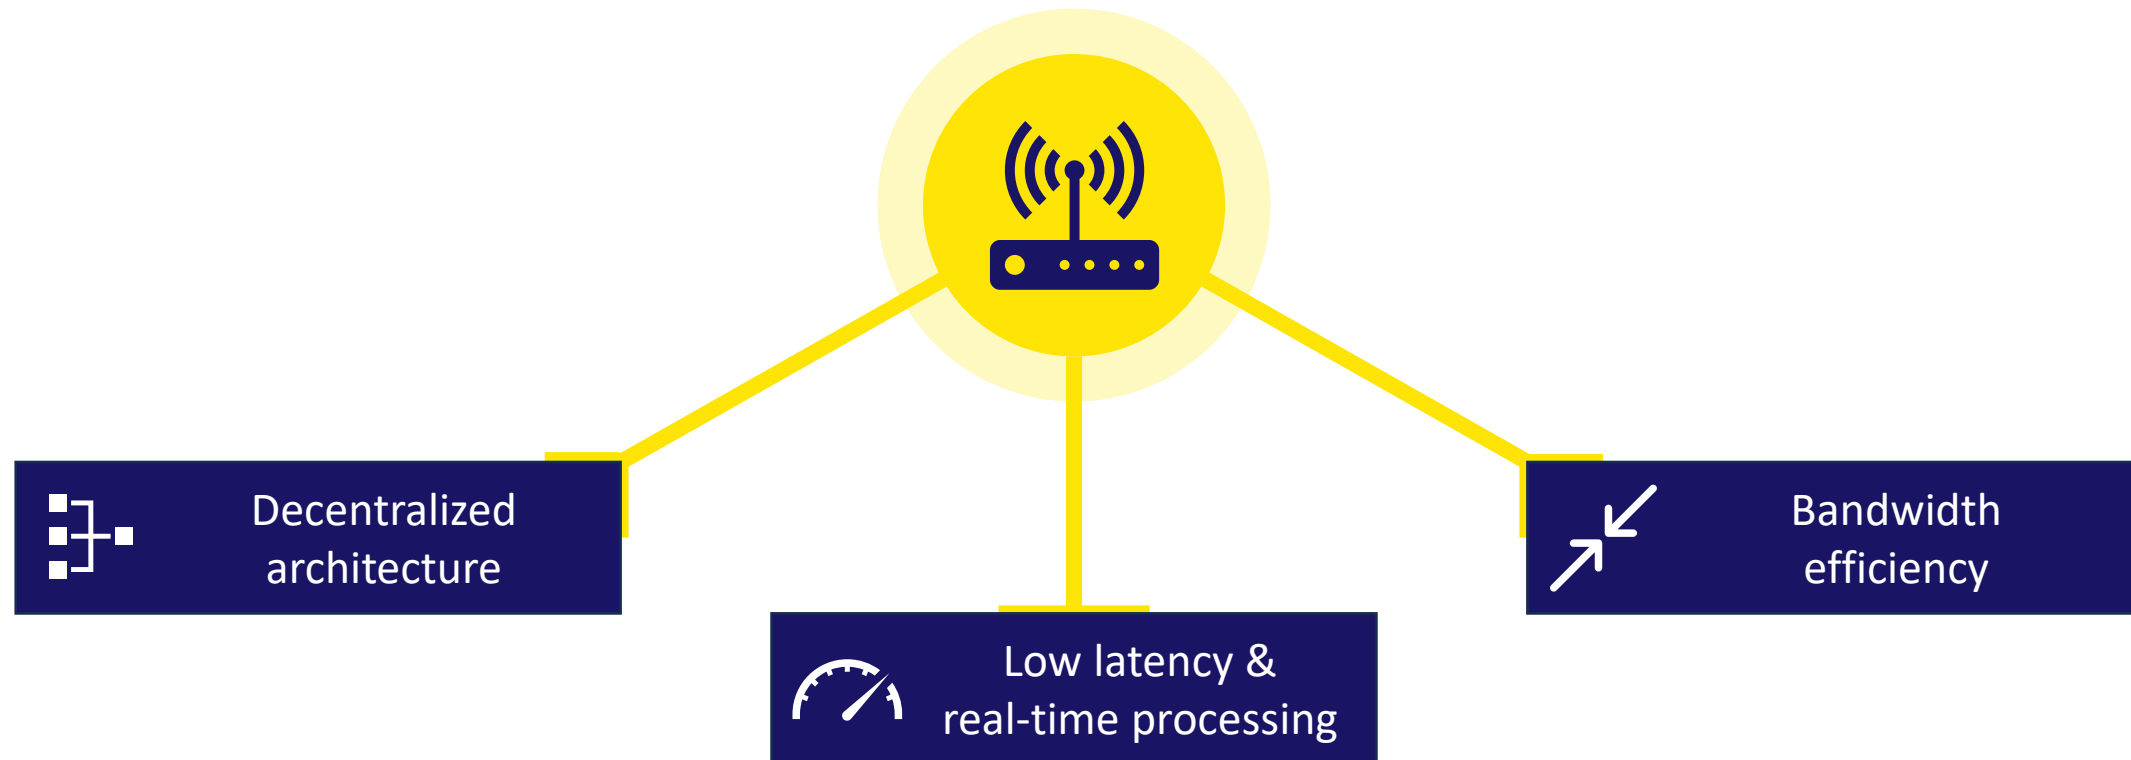 Decentralized
architecture
Low latency &
real-time processing
Bandwidth
efficiency